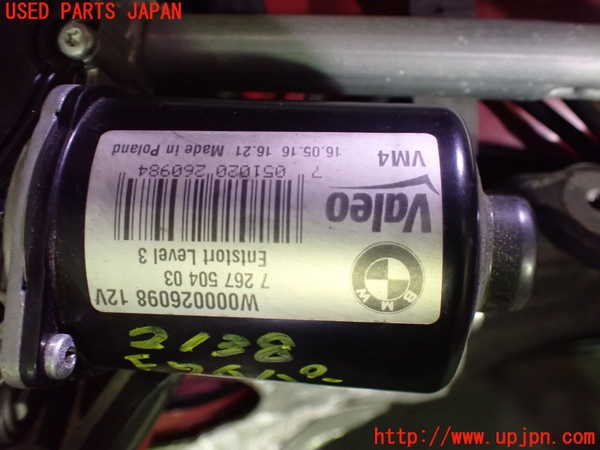 USED PARTS JAPAN
W000026098 12V
7 267 504 03
Entstort Level 3
BMW
Valeo
7 051020 260984
16.05.16 16.21 Made in Poland
VM4
2138
http://www.upjpn.com/